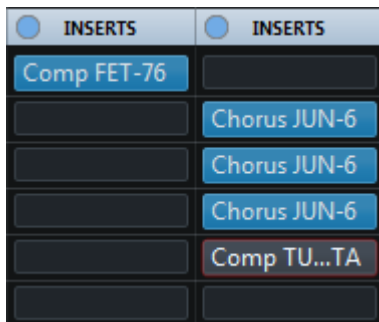 INSERTS INSERTS
Comp FET-76
Chorus JUN-6
Chorus JUN-6
Chorus JUN-6
Comp TU...TA